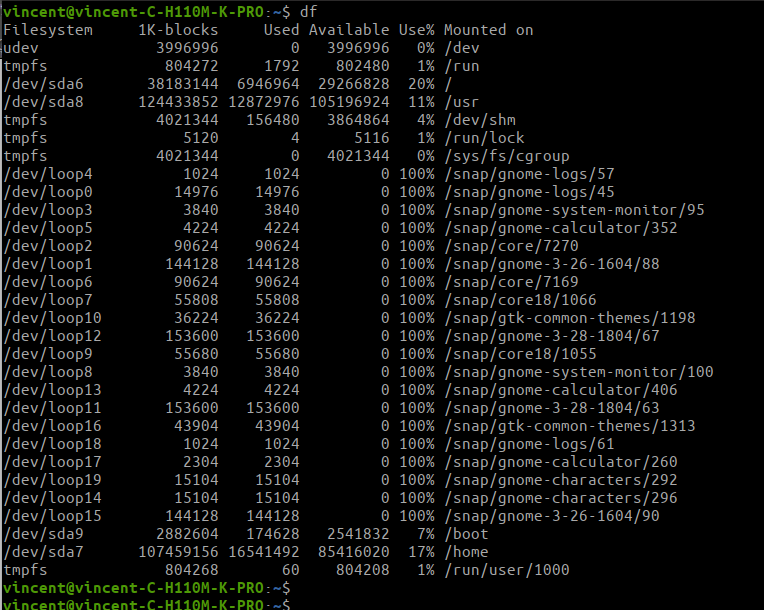 vincent@vincent-C-H110M-K-PRO:~$ df
Filesystem     1K-blocks     Used Available Use% Mounted on
udev             3996996        0   3996996   0% /dev
tmpfs             804272     1792    802480   1% /run
/dev/sda6       38183144  6946964  29266828  20% /
/dev/sda8      124433852 12872976 105196924  11% /usr
tmpfs            4021344   156480   3864864   4% /dev/shm
tmpfs               5120        4      5116   1% /run/lock
tmpfs            4021344        0   4021344   0% /sys/fs/cgroup
/dev/loop4          1024     1024         0 100% /snap/gnome-logs/57
/dev/loop0         14976    14976         0 100% /snap/gnome-logs/45
/dev/loop3          3840     3840         0 100% /snap/gnome-system-monitor/95
/dev/loop5          4224     4224         0 100% /snap/gnome-calculator/352
/dev/loop2         90624    90624         0 100% /snap/core/7270
/dev/loop1        144128   144128         0 100% /snap/gnome-3-26-1604/88
/dev/loop6         90624    90624         0 100% /snap/core/7169
/dev/loop7         55808    55808         0 100% /snap/core18/1066
/dev/loop10        36224    36224         0 100% /snap/gtk-common-themes/1198
/dev/loop12       153600   153600         0 100% /snap/gnome-3-28-1804/67
/dev/loop9         55680    55680         0 100% /snap/core18/1055
/dev/loop8          3840     3840         0 100% /snap/gnome-system-monitor/100
/dev/loop13         4224     4224         0 100% /snap/gnome-calculator/406
/dev/loop11       153600   153600         0 100% /snap/gnome-3-28-1804/63
/dev/loop16        43904    43904         0 100% /snap/gtk-common-themes/1313
/dev/loop18         1024     1024         0 100% /snap/gnome-logs/61
/dev/loop17         2304     2304         0 100% /snap/gnome-calculator/260
/dev/loop19        15104    15104         0 100% /snap/gnome-characters/292
/dev/loop14        15104    15104         0 100% /snap/gnome-characters/296
/dev/loop15       144128   144128         0 100% /snap/gnome-3-26-1604/90
/dev/sda9        2882604   174628   2541832   7% /boot
/dev/sda7      107459156 16541492  85416020  17% /home
tmpfs             804268       60    804208   1% /run/user/1000
vincent@vincent-C-H110M-K-PRO:~$
vincent@vincent-C-H110M-K-PRO:~$